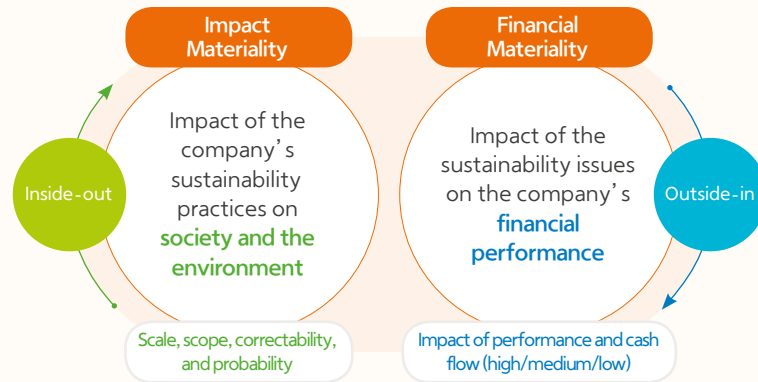 Impact
Materiality
Financial
Materiality
Inside-out
Impact of the
company's
sustainability
practices on
society and the
environment
Impact of the
sustainability issues
on the company's
financial
performance
Outside-in
Scale, scope, correctability,
and probability
Impact of performance and cash
flow (high/medium/low)